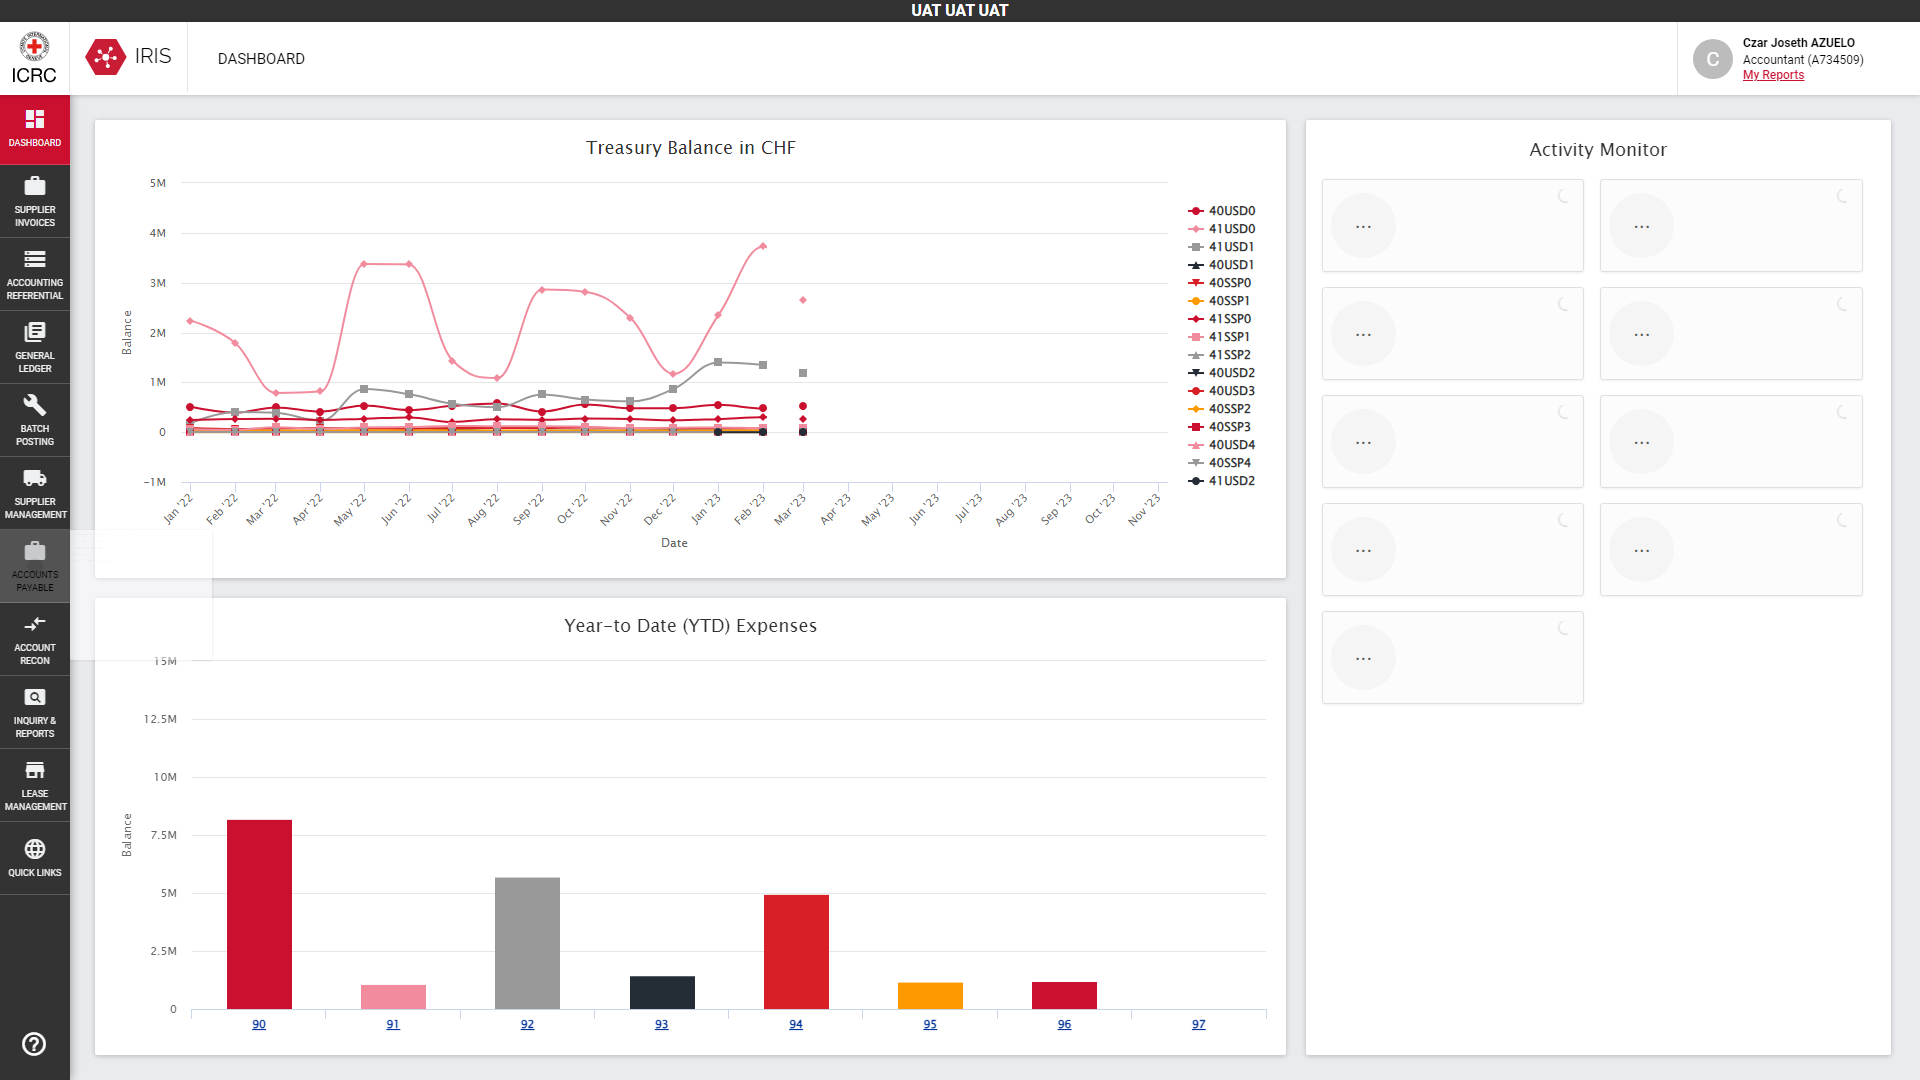 UAT UAT UAT
ICRC
IRIS
DASHBOARD
C
Czar Joseth AZUELO
Accountant (A734509)
My Reports
DASHBOARD
SUPPLIER
INVOICES
ACCOUNTING
REFERENTIAL
GENERAL
LEDGER
BATCH
POSTING
SUPPLIER
MANAGEMENT
ACCOUNTS
PAYABLE
ACCOUNT
RECON
INQUIRY &
REPORTS
LEASE
MANAGEMENT
QUICK LINKS
Treasury Balance in CHF
Balance
5M
4M
3M
2M
1M
0
-1M
Jan '22
Feb '22
Mar '22
Apr '22
May '22
Jun '22
Jul '22
Aug '22
Sep '22
Oct '22
Nov '22
Dec '22
Jan '23
Feb '23
Mar '23
Apr '23
May '23
Jun '23
Jul '23
Aug '23
Sep '23
Oct '23
Nov '23
Date
40USD0
41USD0
41USD1
40USD1
40SSP0
40SSP1
41SSP0
41SSP1
41SSP2
40USD2
40USD3
40SSP2
40SSP3
40USD4
40SSP4
41USD2
Year-to Date (YTD) Expenses
Balance
15M
12.5M
10M
7.5M
5M
2.5M
0
90
91
92
93
94
95
96
97
Activity Monitor
...
...
...
...
...
...
...
...
...